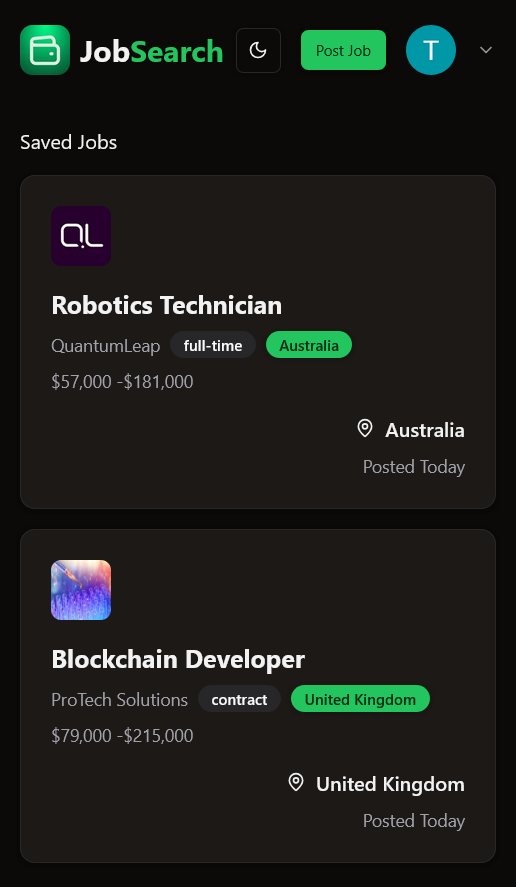 JobSearch Post Job T
Saved Jobs
QL
Robotics Technician
QuantumLeap full-time Australia
$57,000 -$181,000
Australia
Posted Today
Blockchain Developer
ProTech Solutions contract United Kingdom
$79,000 -$215,000
United Kingdom
Posted Today